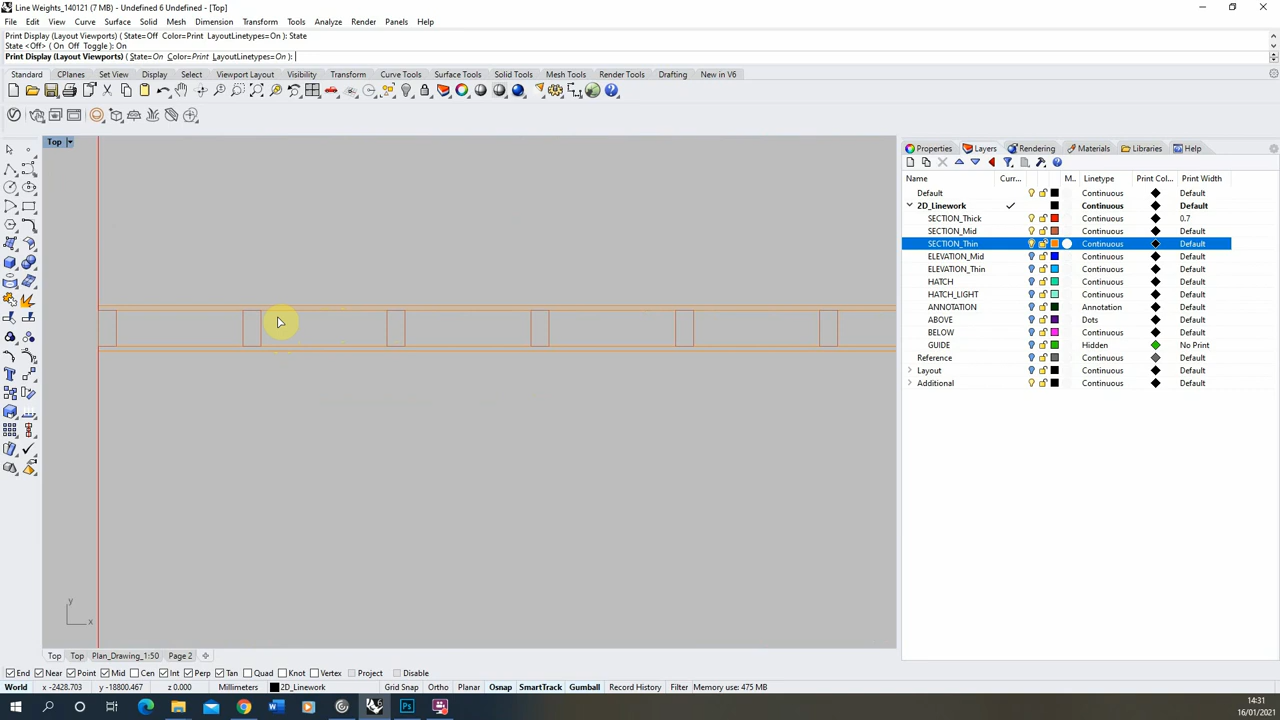 Line Weights_140121 (7 MB) - Undefined 6 Undefined - [Top]
File Edit View Curve Surface Solid Mesh Dimension Transform Tools Analyze Render Panels Help
Print Display (Layout Viewports) ( State=Off Color=Print LayoutLinetypes=On ): State
State <Off> ( On Off Toggle ): On
Print Display (Layout Viewports) ( State=On Color=Print LayoutLinetypes=On ):
Standard CPlanes Set View Display Select Viewport Layout Visibility Transform Curve Tools Surface Tools Solid Tools Mesh Tools Render Tools Drafting New in V6
Top
Properties Layers Rendering Materials Libraries Help
Name Curr... M... Linetype Print Col... Print Width
Default Continuous Default
2D_Linework Continuous Default
SECTION_Thick Continuous 0.7
SECTION_Mid Continuous Default
SECTION_Thin Continuous Default
ELEVATION_Mid Continuous Default
ELEVATION_Thin Continuous Default
HATCH Continuous Default
HATCH_LIGHT Continuous Default
ANNOTATION Annotation Default
ABOVE Dots Default
BELOW Continuous Default
GUIDE Hidden No Print
Reference Continuous Default
Layout Continuous Default
Additional Continuous Default
y
x
Top Top Plan_Drawing_1:50 Page 2
End Near Point Mid Cen Int Perp Tan Quad Knot Vertex Project Disable
World x -2428.703 y -18800.467 z 0.000 Millimeters 2D_Linework Grid Snap Ortho Planar Osnap SmartTrack Gumball Record History Filter Memory use: 475 MB
14:31
16/01/2021